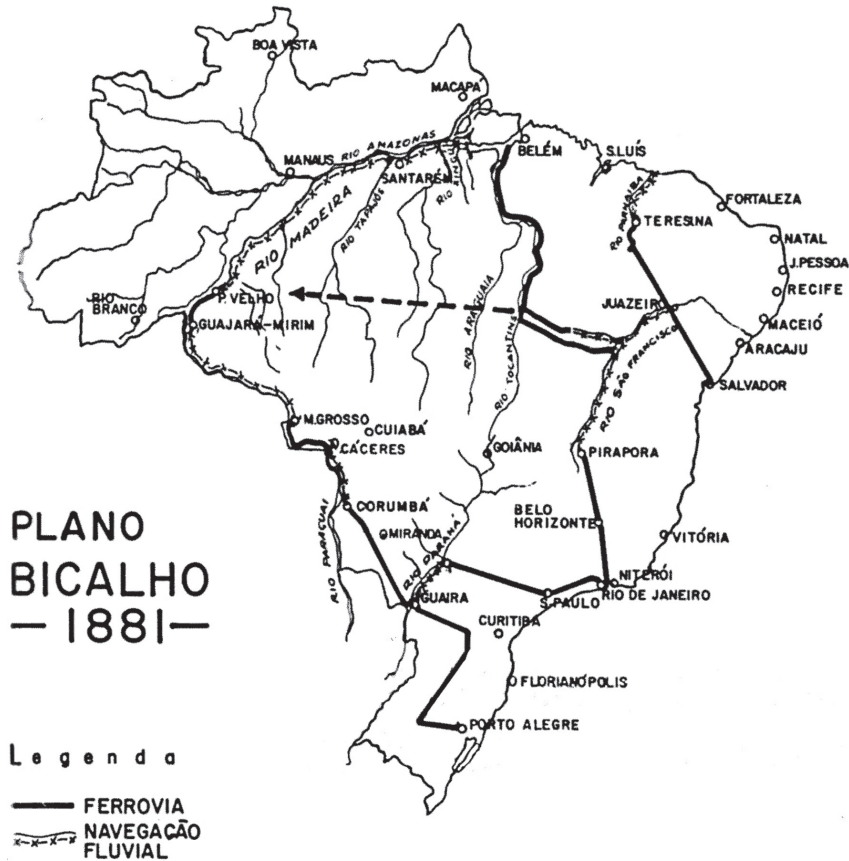 BOA VISTA
MACAPÁ
RIO AMAZONAS
MANAUS
SANTARÉM
RIO XINGU
BELÉM
S.LUÍS
RIO PARNAIBA
FORTALEZA
TERESINA
NATAL
J.PESSOA
RECIFE
RIO MADEIRA
RIO TAPAJÓS
P. VELHO
RIO
BRANCO
GUAJARÁ-MIRIM
RIO ARAGUAIA
RIO TOCANTINS
JUAZEIRO
RIO SÃO FRANCISCO
MACEIÓ
ARACAJU
SALVADOR
M.GROSSO
CUIABÁ
CÁCERES
GOIÂNIA
PIRAPORA
CORUMBÁ
MIRANDA
RIO PARAGUAI
RIO PARANÁ
BELO
HORIZONTE
VITÓRIA
NITERÓI
RIO DE JANEIRO
S. PAULO
GUAIRA
CURITIBA
FLORIANÓPOLIS
PORTO ALEGRE
PLANO
BICALHO
— 1881 —
Legenda
FERROVIA
NAVEGAÇÃO
FLUVIAL